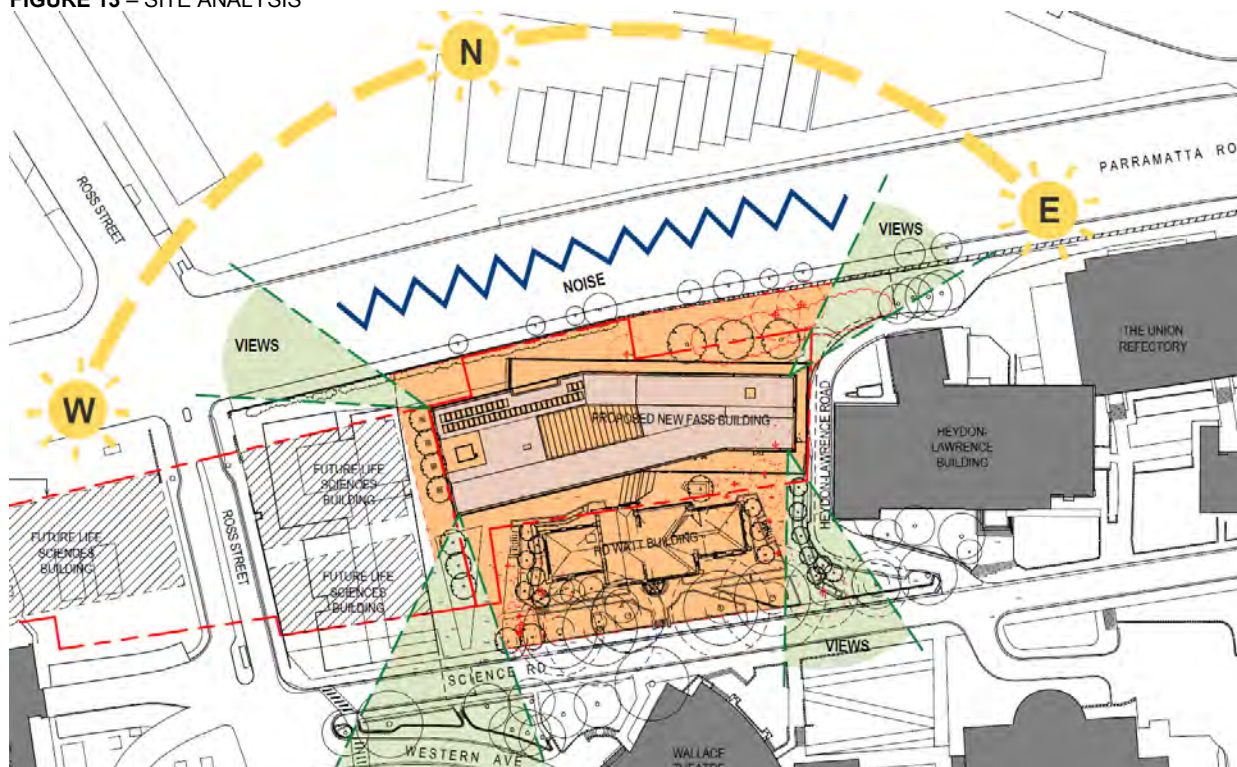 FIGURE 13 – SITE ANALYSIS
N
ROSS STREET
PARRAMATTA RO
E
VIEWS
NOISE
VIEWS
W
THE UNION
REFECTORY
PROPOSED NEW FASS BUILDING
HEYDON-LAWRENCE ROAD
HEYDON-
LAWRENCE
BUILDING
FUTURE LIFE
SCIENCES
BUILDING
FUTURE LIFE
SCIENCES
BUILDING
ROSS STREET
RD WATT BUILDING
FUTURE LIFE
SCIENCES
BUILDING
VIEWS
SCIENCE RD
WESTERN AVE
WALLACE
THEATRE